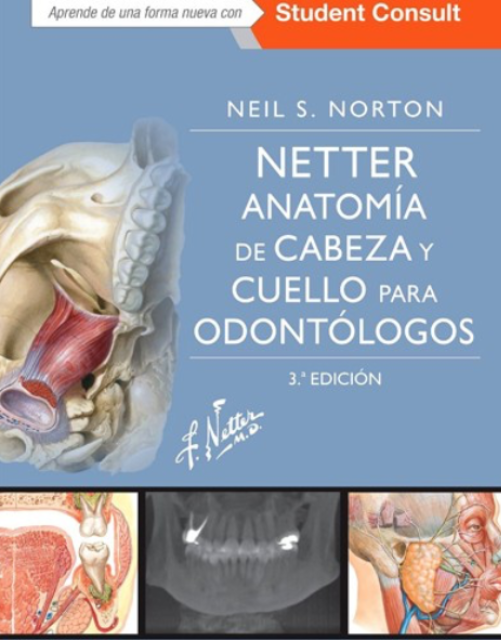 Aprende de una forma nueva con Student Consult
NEIL S. NORTON
NETTER
ANATOMÍA
DE CABEZA Y
CUELLO PARA
ODONTÓLOGOS
3.ª EDICIÓN
F. Netter
M.D.